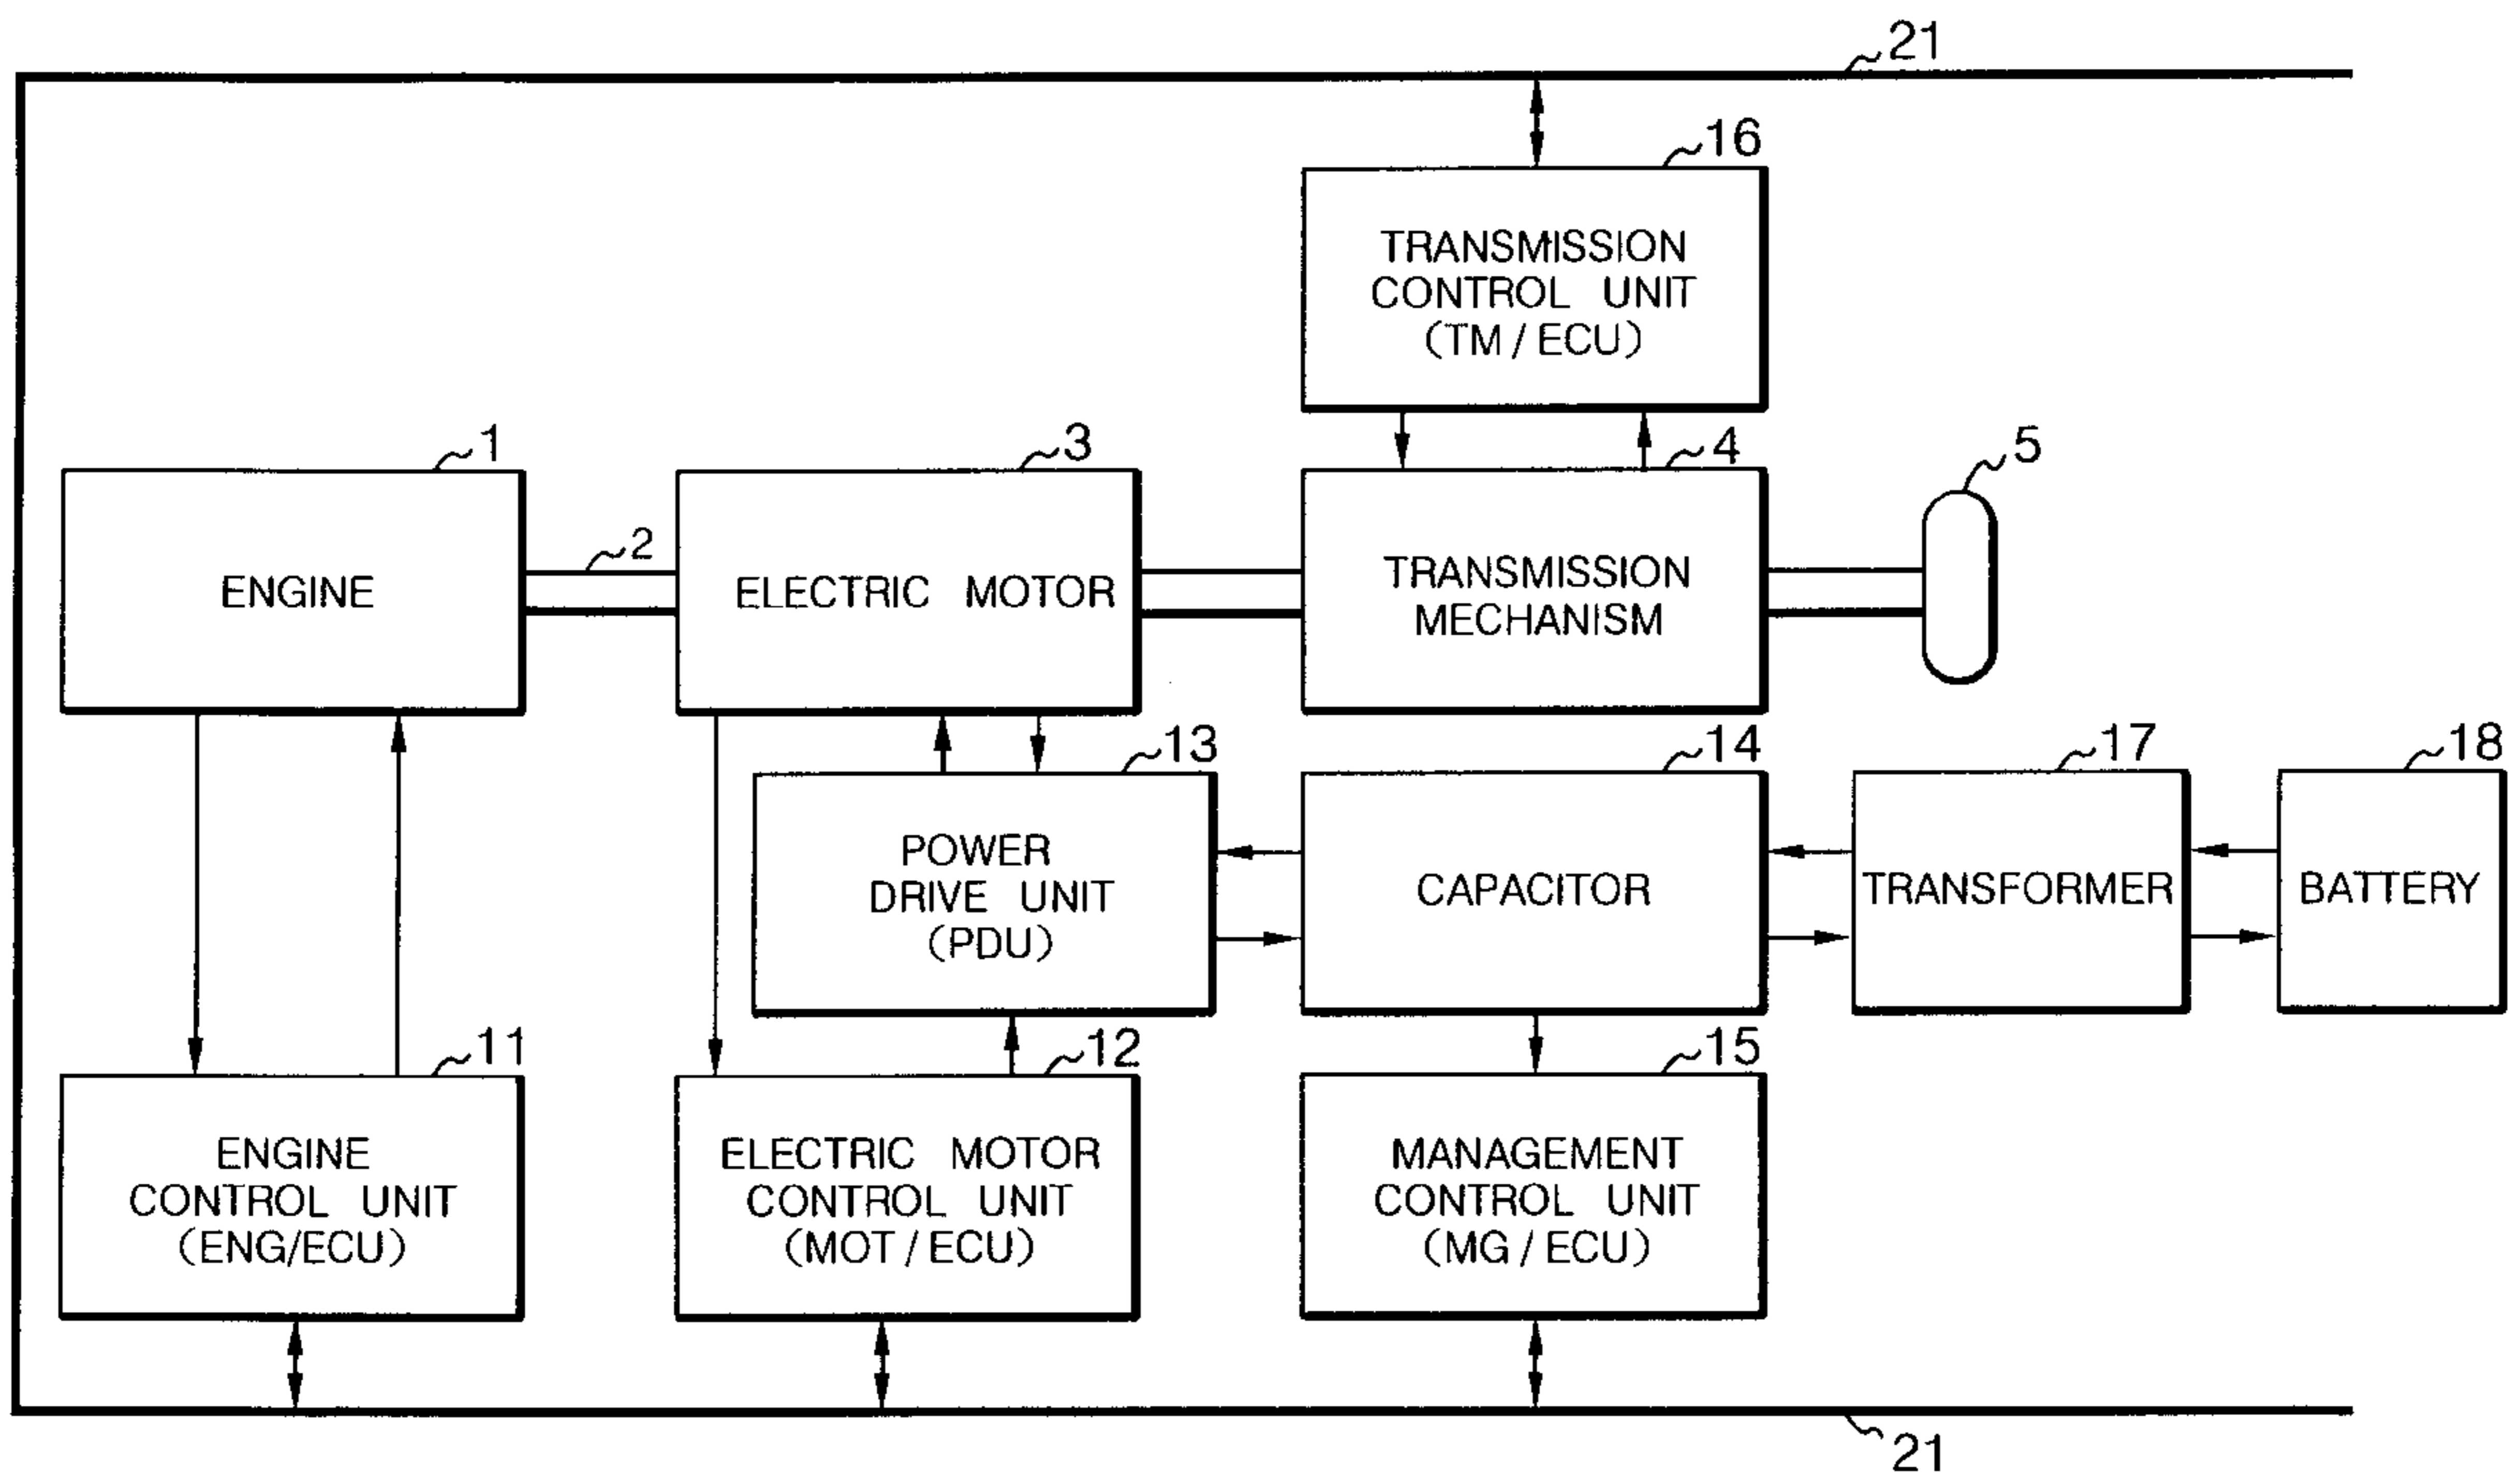 21
16
TRANSMISSION
CONTROL UNIT
(TM/ECU)
1
3
4
5
2
ENGINE
ELECTRIC MOTOR
TRANSMISSION
MECHANISM
13
14
17
18
POWER
DRIVE UNIT
(PDU)
CAPACITOR
TRANSFORMER
BATTERY
11
12
15
ENGINE
CONTROL UNIT
(ENG/ECU)
ELECTRIC MOTOR
CONTROL UNIT
(MOT/ECU)
MANAGEMENT
CONTROL UNIT
(MG/ECU)
21